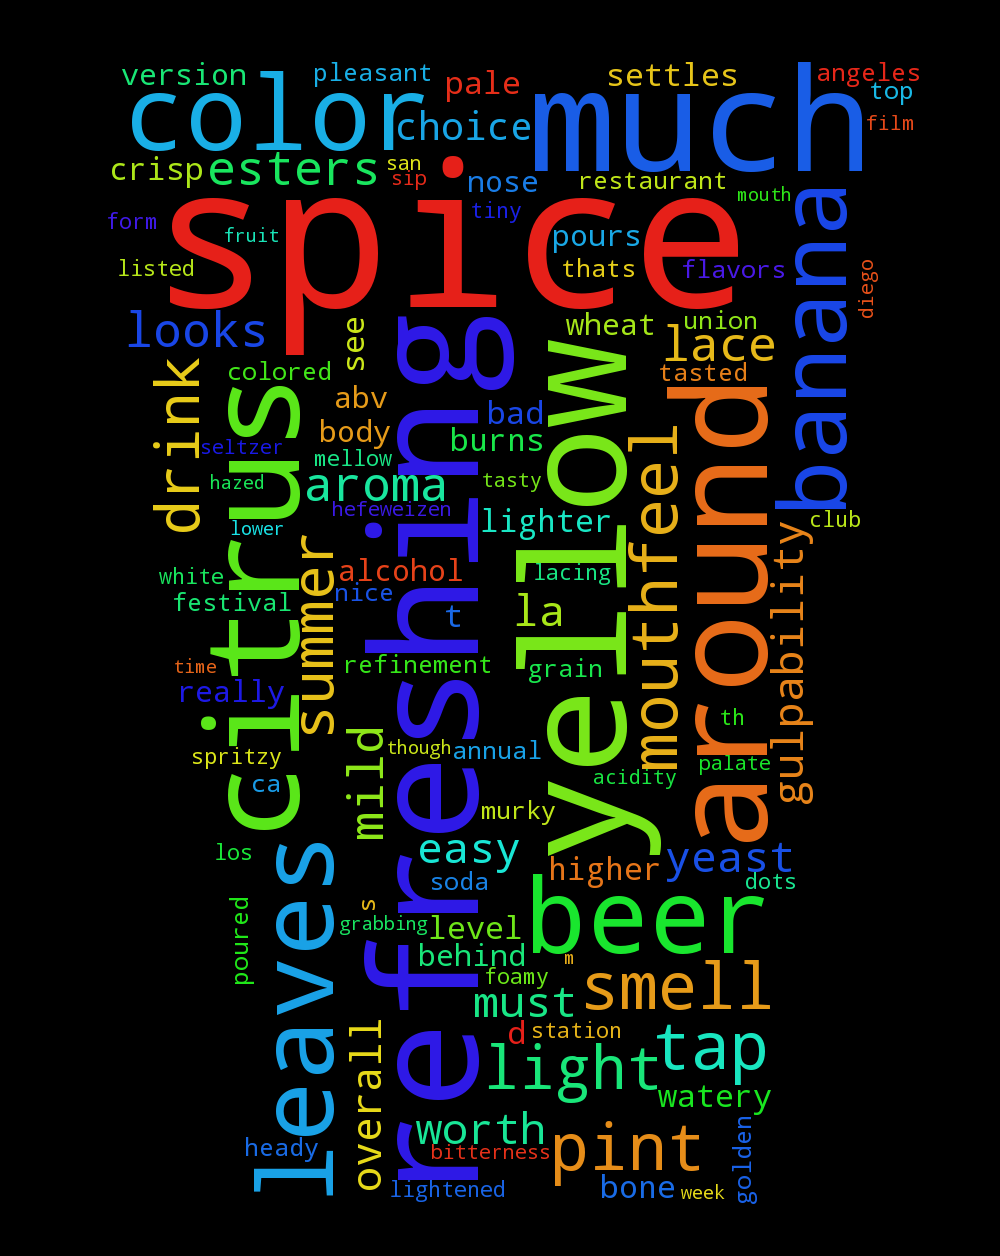 version
pleasant
pale
settles
angeles
top
color
choice
much
film
crisp
esters
san
sip
nose
restaurant
mouth
spice
form
fruit
tiny
pours
banana
listed
thats
flavors
diego
looks
see
wheat
union
lace
drink
colored
tasted
citrus
refreshing
yellow
around
abv
bad
body
burns
mouthfeel
seltzer
mellow
hazed
aroma
tasty
hefeweizen
lower
lighter
club
summer
alcohol
lacing
gulpability
white
nice
festival
t
la
time
refinement
grain
really
th
mild
spritzy
though
annual
palate
ca
acidity
murky
los
leaves
easy
higher
yeast
soda
dots
poured
s
grabbing
level
beer
behind
m
foamy
smell
must
overall
d
station
tap
light
watery
worth
pint
heady
bitterness
golden
lightened
bone
week